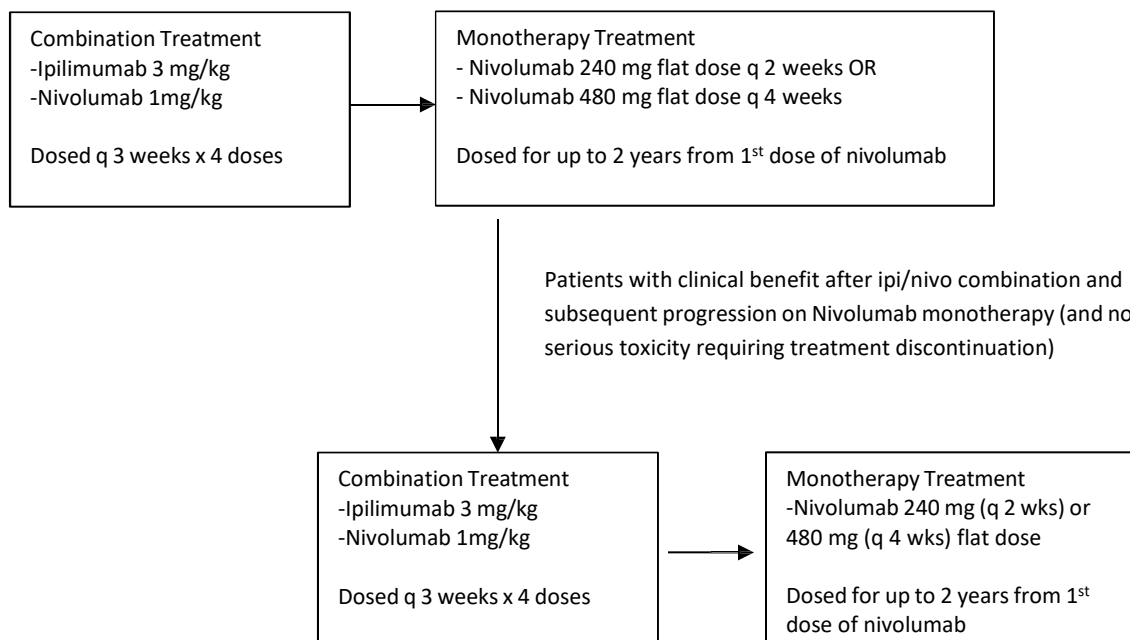 Combination Treatment
-Ipilimumab 3 mg/kg
-Nivolumab 1mg/kg
Dosed q 3 weeks x 4 doses
Monotherapy Treatment
- Nivolumab 240 mg flat dose q 2 weeks OR
- Nivolumab 480 mg flat dose q 4 weeks
Dosed for up to 2 years from 1st dose of nivolumab
Patients with clinical benefit after ipi/nivo combination and
subsequent progression on Nivolumab monotherapy (and no
serious toxicity requiring treatment discontinuation)
Combination Treatment
-Ipilimumab 3 mg/kg
-Nivolumab 1mg/kg
Dosed q 3 weeks x 4 doses
Monotherapy Treatment
-Nivolumab 240 mg (q 2 wks) or
480 mg (q 4 wks) flat dose
Dosed for up to 2 years from 1st
dose of nivolumab